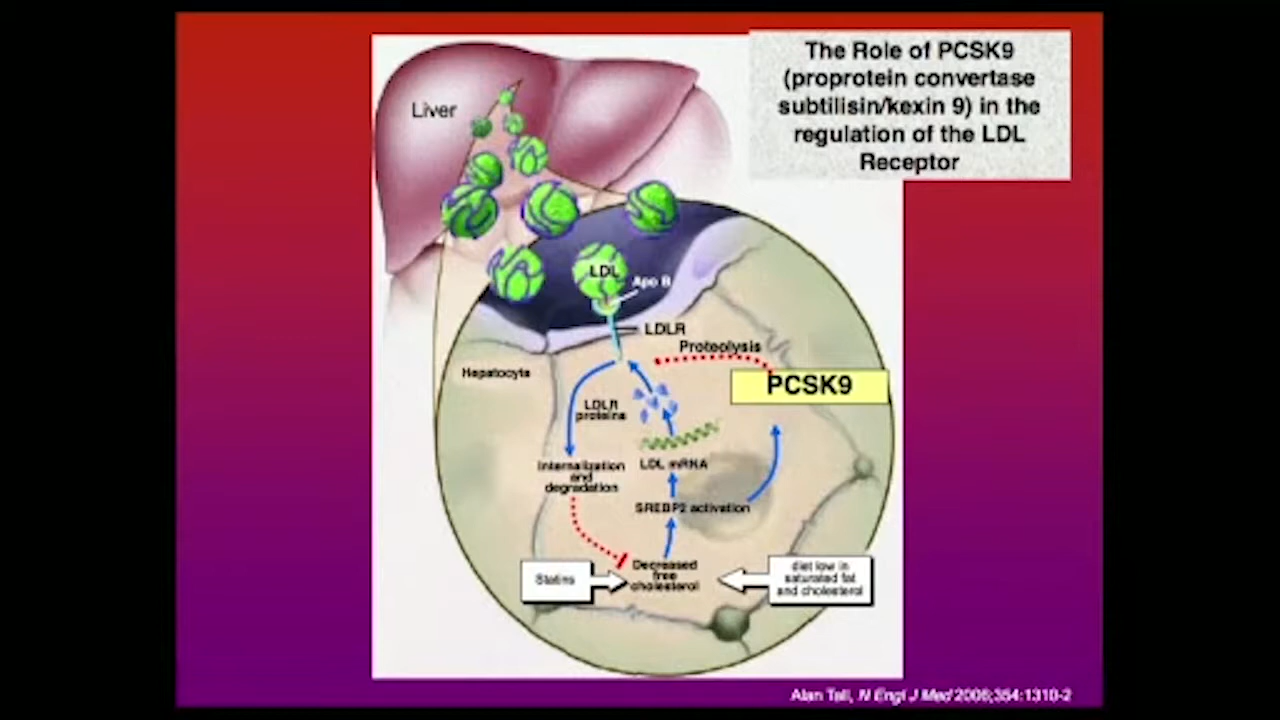 The Role of PCSK9
(proprotein convertase
subtilisin/kexin 9) in the
regulation of the LDL
Receptor
Liver
LDL
Apo B
LDLR
Proteolysis
Hepatocyte
PCSK9
LDLR
proteins
Internalization
and
degradation
LDL mRNA
SREBP2 activation
Statins
Decreased
free
cholesterol
diet low in
saturated fat
and cholesterol
Alan Tall, N Engl J Med 2006;354:1310-2